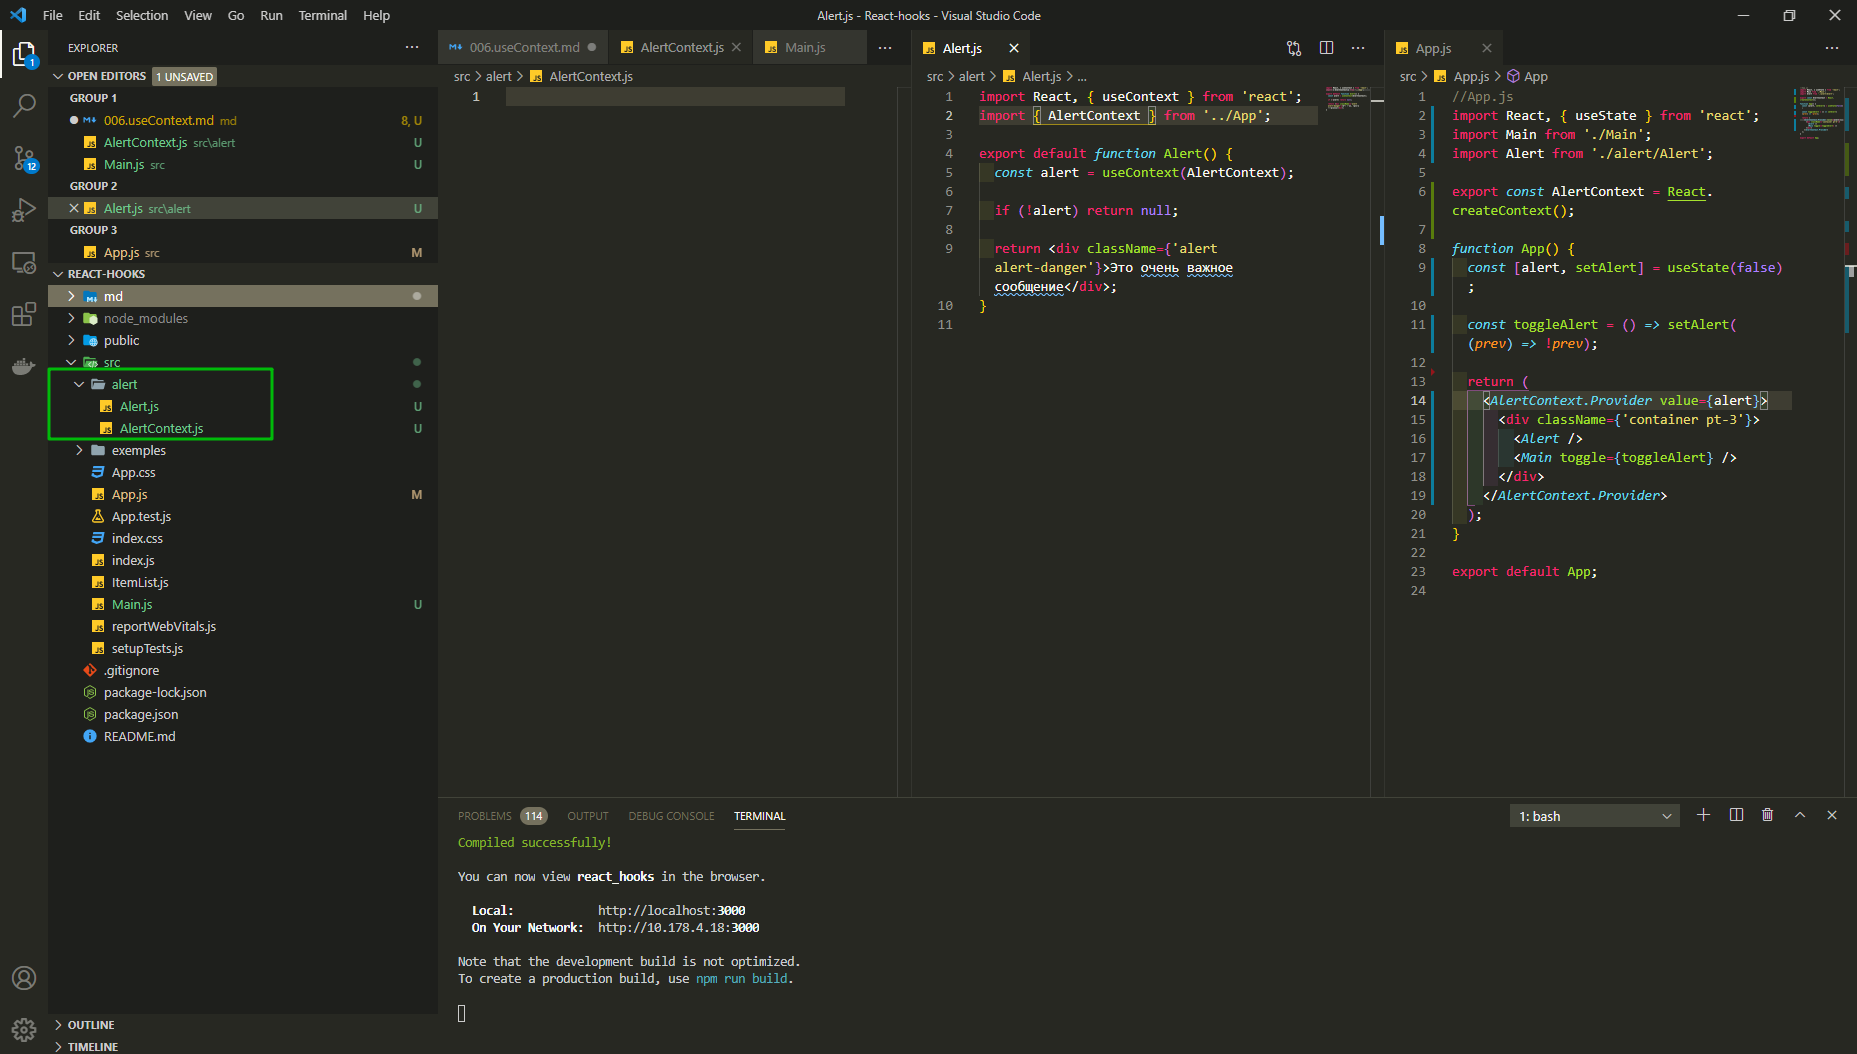 File Edit Selection View Go Run Terminal Help
Alert.js - React-hooks - Visual Studio Code
EXPLORER
OPEN EDITORS 1 UNSAVED
GROUP 1
006.useContext.md md 8, U
AlertContext.js src\alert U
Main.js src U
GROUP 2
Alert.js src\alert U
GROUP 3
App.js src M
REACT-HOOKS
md
node_modules
public
src
alert
Alert.js U
AlertContext.js U
exemples
App.css
App.js M
App.test.js
index.css
index.js
ItemList.js
Main.js U
reportWebVitals.js
setupTests.js
.gitignore
package-lock.json
package.json
README.md
OUTLINE
TIMELINE
1
12
006.useContext.md AlertContext.js Main.js
src > alert > AlertContext.js
1
Alert.js
src > alert > Alert.js > ...
1 import React, { useContext } from 'react';
2 import { AlertContext } from '../App';
3
4 export default function Alert() {
5 const alert = useContext(AlertContext);
6
7 if (!alert) return null;
8
9 return <div className={'alert
alert-danger'}>Это очень важное
сообщение</div>;
10 }
11
App.js
src > App.js > App
1 //App.js
2 import React, { useState } from 'react';
3 import Main from './Main';
4 import Alert from './alert/Alert';
5
6 export const AlertContext = React.
createContext();
7
8 function App() {
9 const [alert, setAlert] = useState(false)
;
10
11 const toggleAlert = () => setAlert(
(prev) => !prev);
12
13 return (
14 <AlertContext.Provider value={alert}>
15 <div className={'container pt-3'}>
16 <Alert />
17 <Main toggle={toggleAlert} />
18 </div>
19 </AlertContext.Provider>
20 );
21 }
22
23 export default App;
24
PROBLEMS 114 OUTPUT DEBUG CONSOLE TERMINAL
1: bash
Compiled successfully!
You can now view react_hooks in the browser.
Local: http://localhost:3000
On Your Network: http://10.178.4.18:3000
Note that the development build is not optimized.
To create a production build, use npm run build.